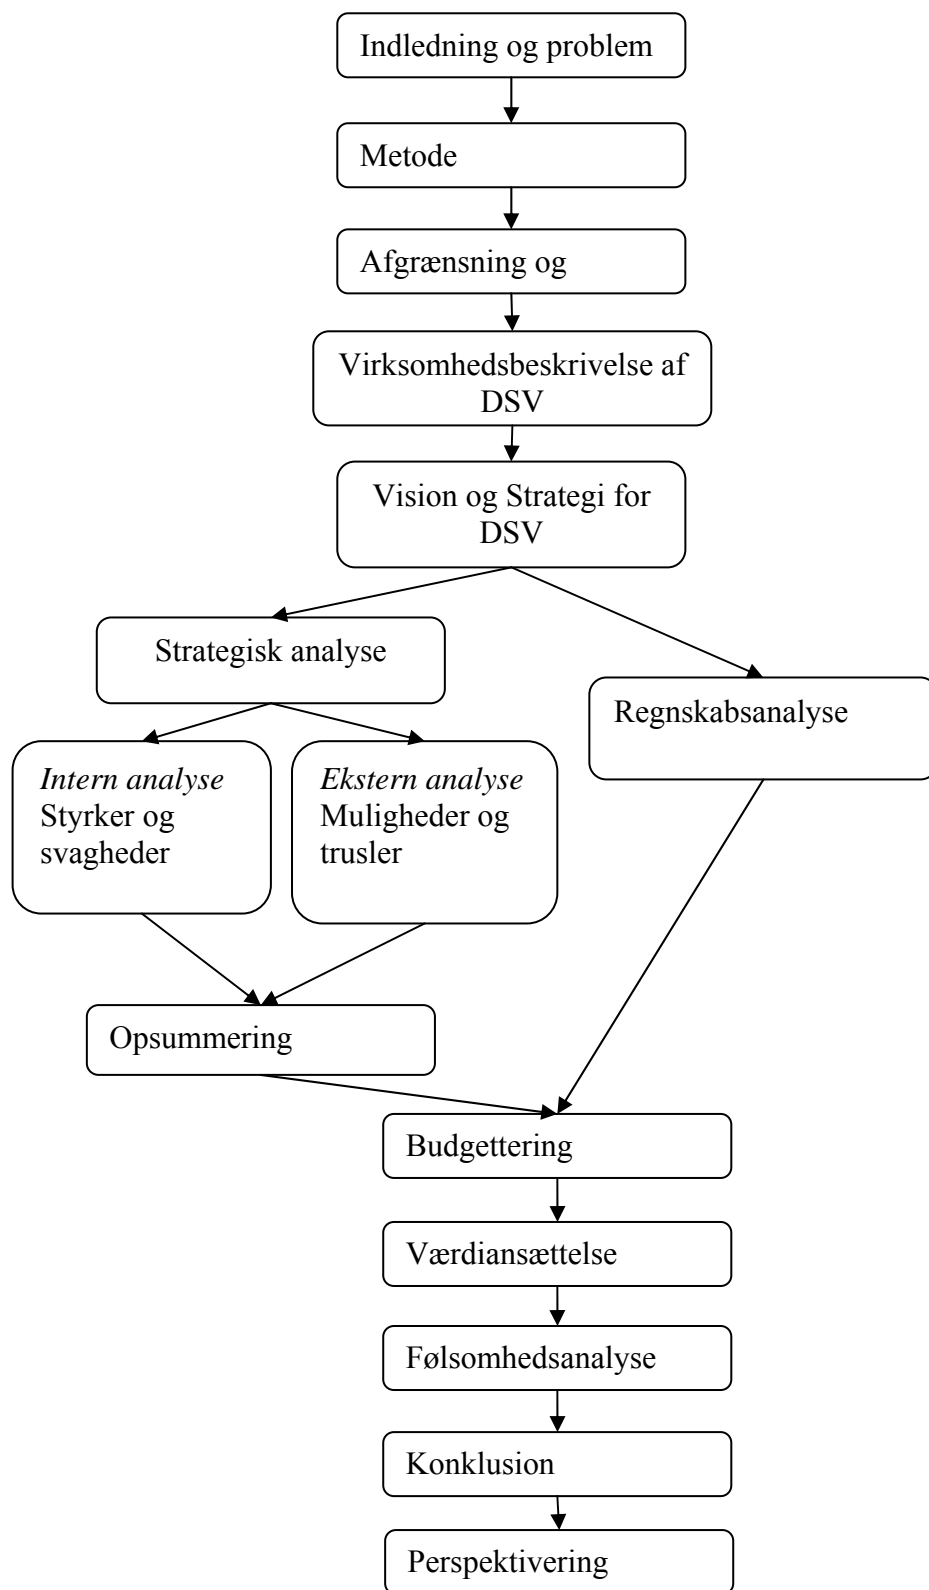 Indledning og problem
Metode
Afgrænsning og
Virksomhedsbeskrivelse af
DSV
Vision og Strategi for
DSV
Strategisk analyse
Regnskabsanalyse
Intern analyse
Styrker og
svagheder
Ekstern analyse
Muligheder og
trusler
Opsummering
Budgettering
Værdiansættelse
Følsomhedsanalyse
Konklusion
Perspektivering